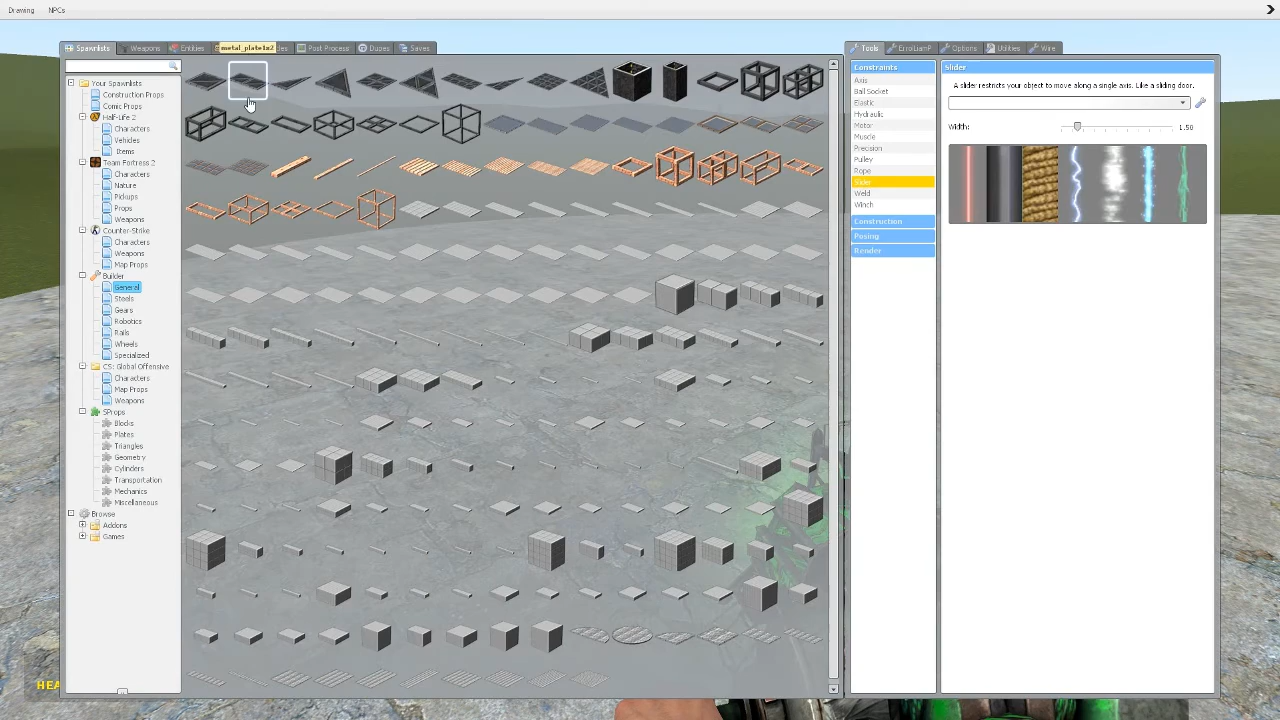 Drawing NPCs
Spawnlists Weapons Entities metal_plate1x2 Post Process Dupes Saves
Your Spawnlists
Construction Props
Comic Props
Half-Life 2
Characters
Vehicles
Items
Team Fortress 2
Characters
Nature
Pickups
Props
Weapons
Counter-Strike
Characters
Weapons
Map Props
Builder
General
Steels
Gears
Robotics
Rails
Wheels
Specialized
CS: Global Offensive
Characters
Map Props
Weapons
SProps
Blocks
Plates
Triangles
Geometry
Cylinders
Transportation
Mechanics
Miscellaneous
Browse
Addons
Games
Tools ErrolLiamP Options Utilities Wire
Constraints
Axis
Ball Socket
Elastic
Hydraulic
Motor
Muscle
Precision
Pulley
Rope
Slider
Weld
Winch
Construction
Posing
Render
Slider
A slider restricts your object to move along a single axis. Like a sliding door.
Width: 1.50